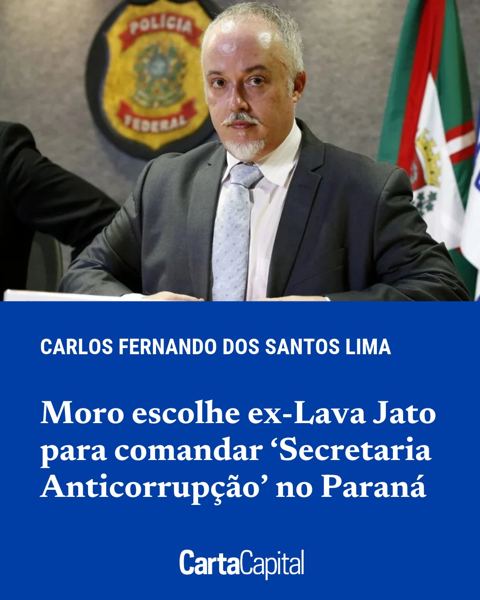 POLÍCIA
FEDERAL
CARLOS FERNANDO DOS SANTOS LIMA
Moro escolhe ex-Lava Jato
para comandar ‘Secretaria
Anticorrupção’ no Paraná
CartaCapital